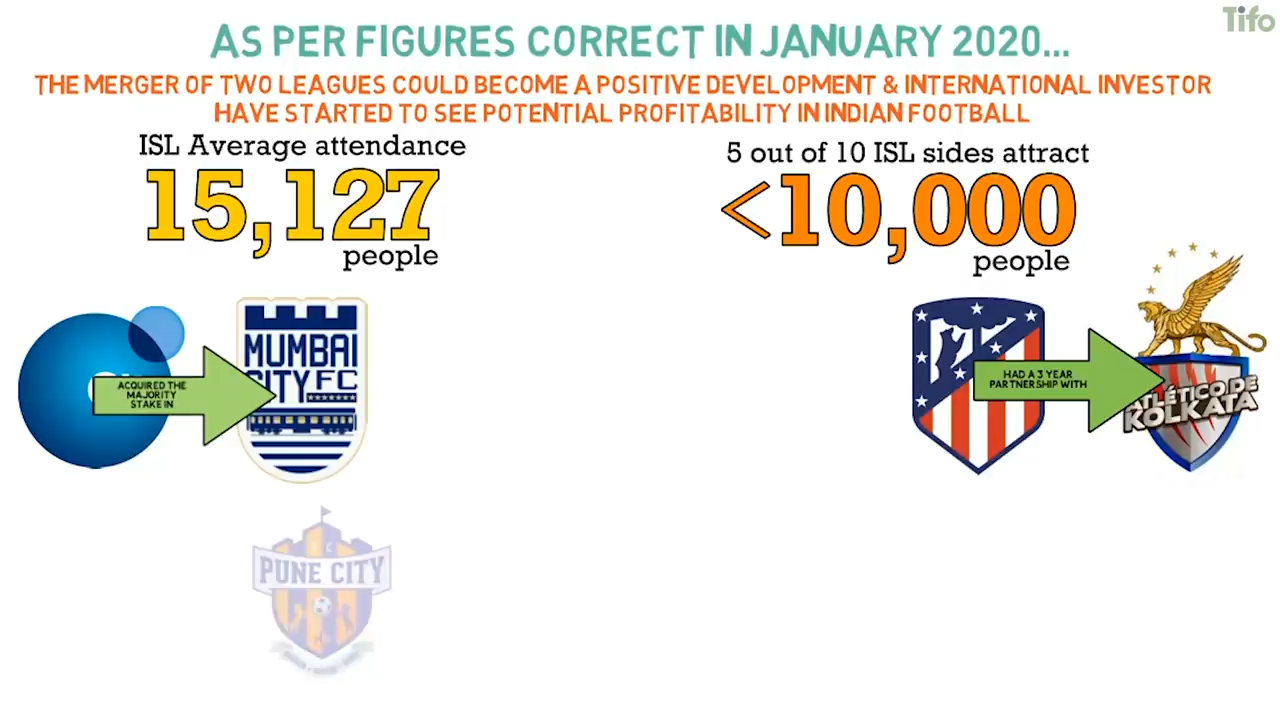 Tifo
AS PER FIGURES CORRECT IN JANUARY 2020...
THE MERGER OF TWO LEAGUES COULD BECOME A POSITIVE DEVELOPMENT & INTERNATIONAL INVESTOR
HAVE STARTED TO SEE POTENTIAL PROFITABILITY IN INDIAN FOOTBALL
ISL Average attendance
15,127
people
5 out of 10 ISL sides attract
<10,000
people
ACQUIRED THE
MAJORITY
STAKE IN
MUMBAI
CITY FC
HAD A 3 YEAR
PARTNERSHIP WITH
ATLÉTICO DE
KOLKATA
PUNE CITY